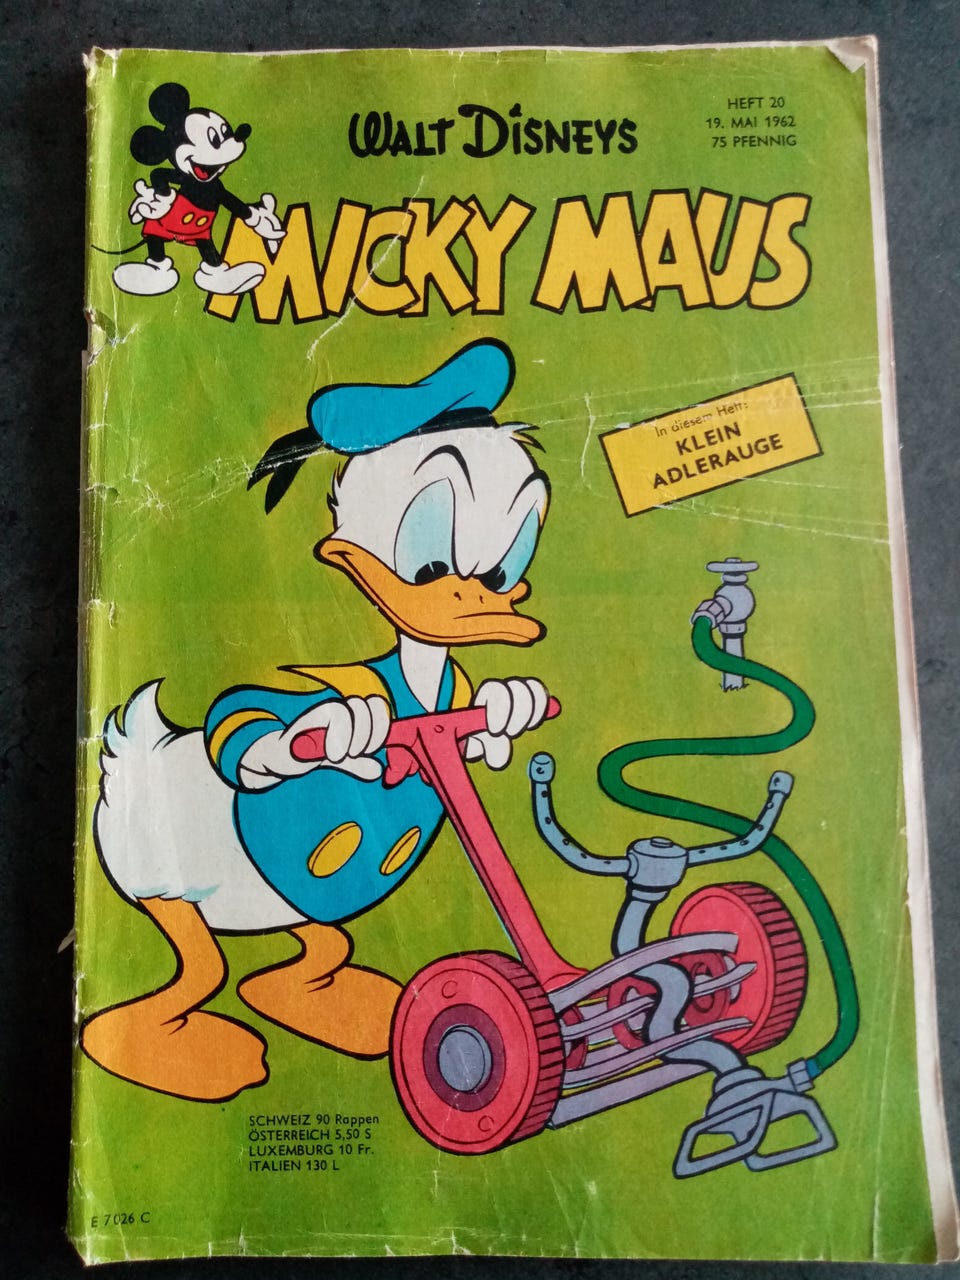 WALT DISNEYS
HEFT 20
19. MAI 1962
75 PFENNIG
MICKY MAUS
In diesem Heft:
KLEIN
ADLERAUGE
SCHWEIZ 90 Rappen
ÖSTERREICH 5,50 S
LUXEMBURG 10 Fr.
ITALIEN 130 L
E 7026 C